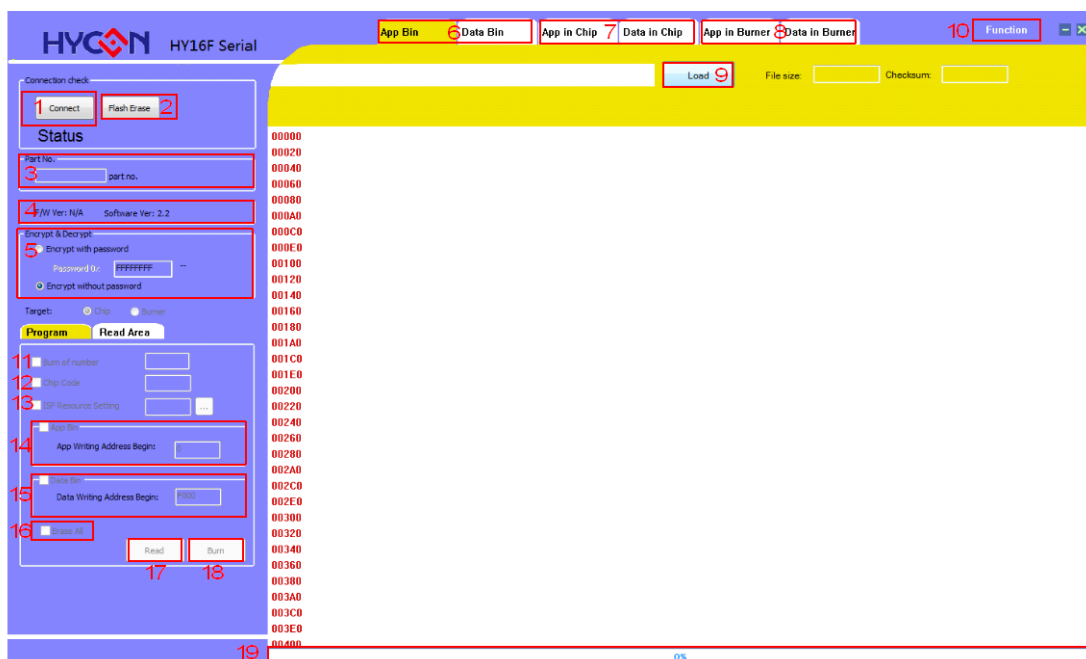 HYCON HY16F Serial
App Bin 6 Data Bin App in Chip 7 Data in Chip App in Burner 8 Data in Burner 10 Function
Connection check
1 Connect Flash Erase 2
Status
Load 9 File size: Checksum:
Part No.
3 part no.
4 F/W Ver: N/A Software Ver: 2.2
Encrypt & Decrypt
5 Encrypt with password
Password 0x: FFFFFFFF --
Encrypt without password
Target: Chip Burner
Program Read Area
11 Burn of number
12 Chip Code
13 ISP Resource Setting ...
App Bin
14 App Writing Address Begin:
Data Bin
15 Data Writing Address Begin: F000
16 Erase All
Read Burn
17 18
00000
00020
00040
00060
00080
000A0
000C0
000E0
00100
00120
00140
00160
00180
001A0
001C0
001E0
00200
00220
00240
00260
00280
002A0
002C0
002E0
00300
00320
00340
00360
00380
003A0
003C0
003E0
00400
19 0%